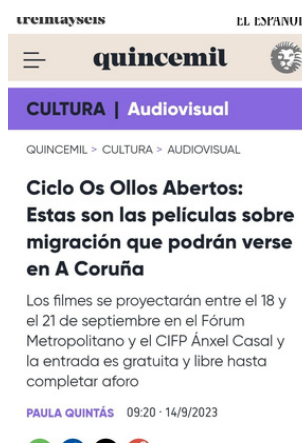 treintayseis EL ESPAÑOL
quincemil
CULTURA | Audiovisual
QUINCEMIL > CULTURA > AUDIOVISUAL
Ciclo Os Ollos Abertos:
Estas son las películas sobre
migración que podrán verse
en A Coruña
Los filmes se proyectarán entre el 18 y
el 21 de septiembre en el Fórum
Metropolitano y el CIFP Ánxel Casal y
la entrada es gratuita y libre hasta
completar aforo
PAULA QUINTÁS 09:20 · 14/9/2023